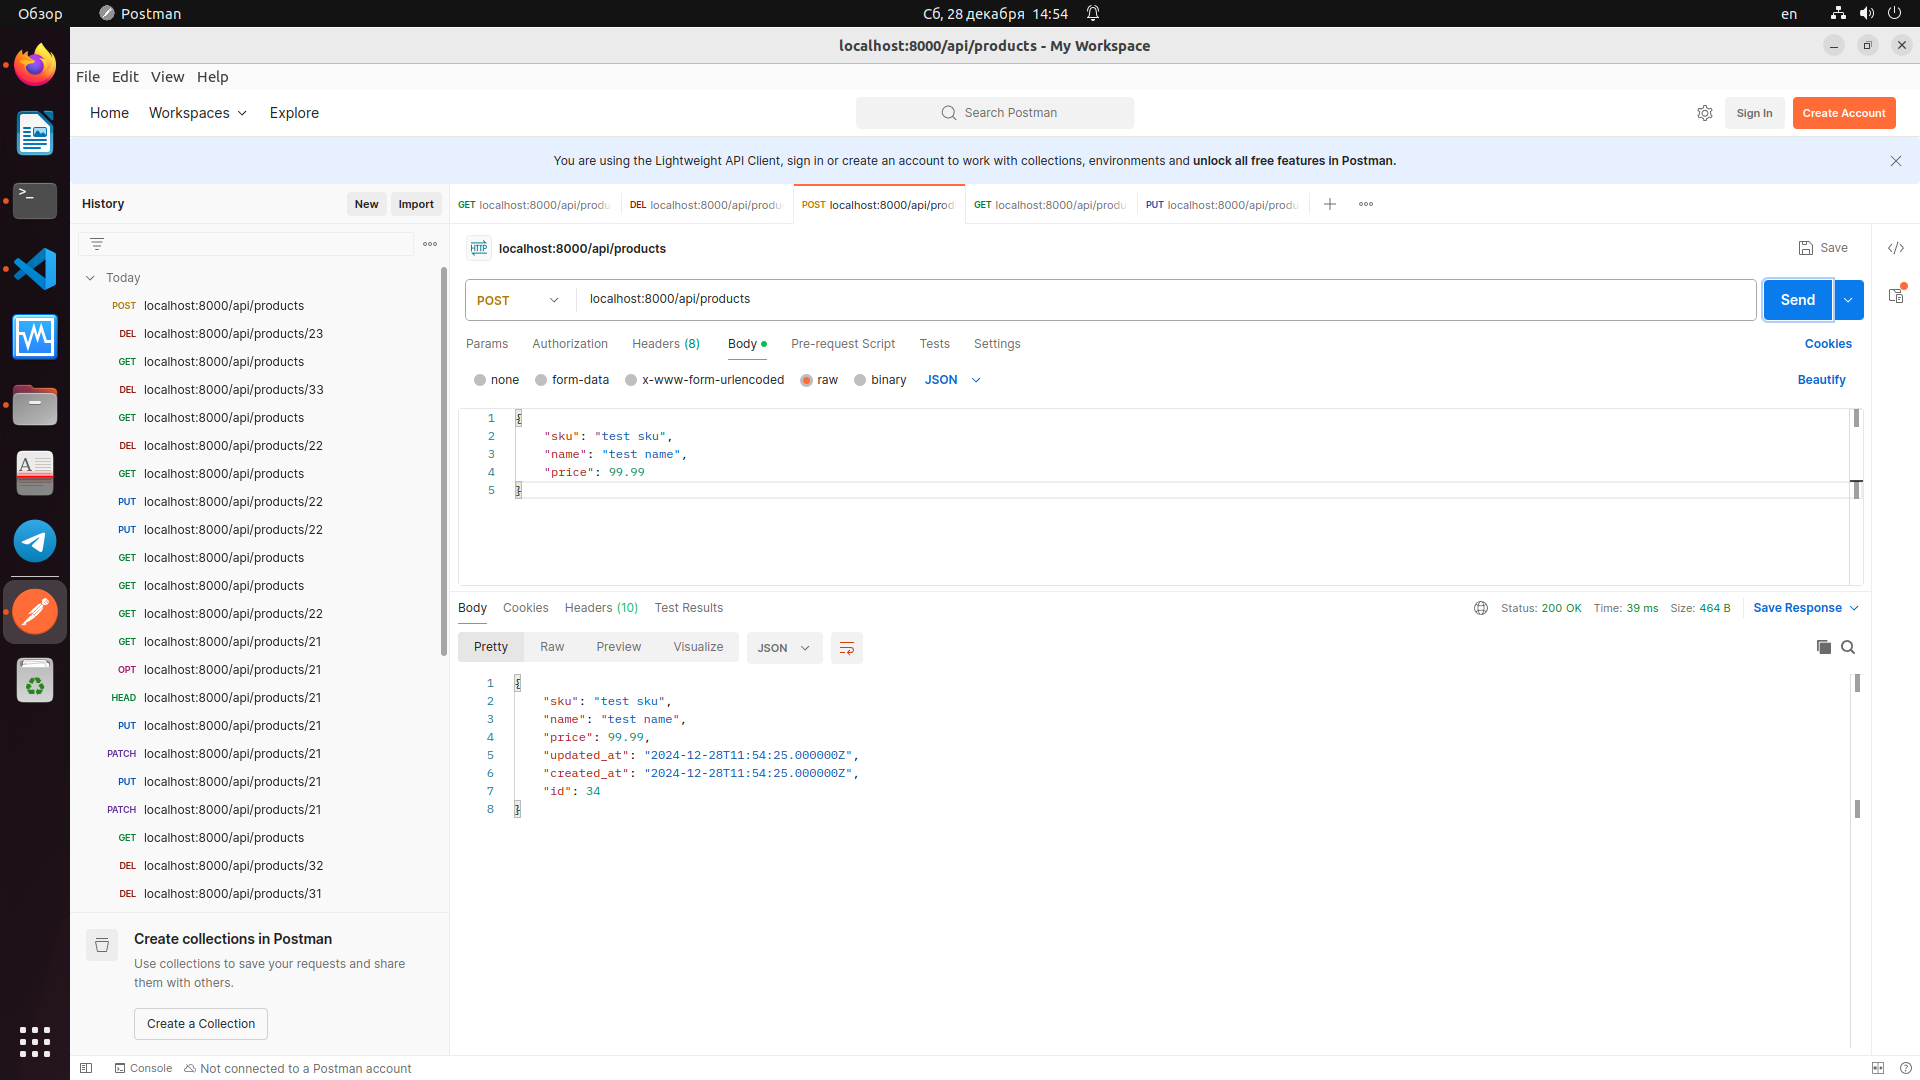 Обзор
Postman
Сб, 28 декабря 14:54
en
localhost:8000/api/products - My Workspace
File Edit View Help
Home
Workspaces
Explore
Search Postman
Sign In
Create Account
You are using the Lightweight API Client, sign in or create an account to work with collections, environments and unlock all free features in Postman.
History
New
Import
GET localhost:8000/api/produ
DEL localhost:8000/api/produ
POST localhost:8000/api/prod
GET localhost:8000/api/produ
PUT localhost:8000/api/produ
Today
POST localhost:8000/api/products
DEL localhost:8000/api/products/23
GET localhost:8000/api/products
DEL localhost:8000/api/products/33
GET localhost:8000/api/products
DEL localhost:8000/api/products/22
GET localhost:8000/api/products
PUT localhost:8000/api/products/22
PUT localhost:8000/api/products/22
GET localhost:8000/api/products
GET localhost:8000/api/products
GET localhost:8000/api/products/22
GET localhost:8000/api/products/21
OPT localhost:8000/api/products/21
HEAD localhost:8000/api/products/21
PUT localhost:8000/api/products/21
PATCH localhost:8000/api/products/21
PUT localhost:8000/api/products/21
PATCH localhost:8000/api/products/21
GET localhost:8000/api/products
DEL localhost:8000/api/products/32
DEL localhost:8000/api/products/31
Create collections in Postman
Use collections to save your requests and share
them with others.
Create a Collection
HTTP localhost:8000/api/products
Save
POST localhost:8000/api/products
Send
Params Authorization Headers (8) Body Pre-request Script Tests Settings
Cookies
none form-data x-www-form-urlencoded raw binary JSON
Beautify
1 {
2 "sku": "test sku",
3 "name": "test name",
4 "price": 99.99
5 }
Body Cookies Headers (10) Test Results
Status: 200 OK Time: 39 ms Size: 464 B
Save Response
Pretty Raw Preview Visualize JSON
1 {
2 "sku": "test sku",
3 "name": "test name",
4 "price": 99.99,
5 "updated_at": "2024-12-28T11:54:25.000000Z",
6 "created_at": "2024-12-28T11:54:25.000000Z",
7 "id": 34
8 }
Console
Not connected to a Postman account